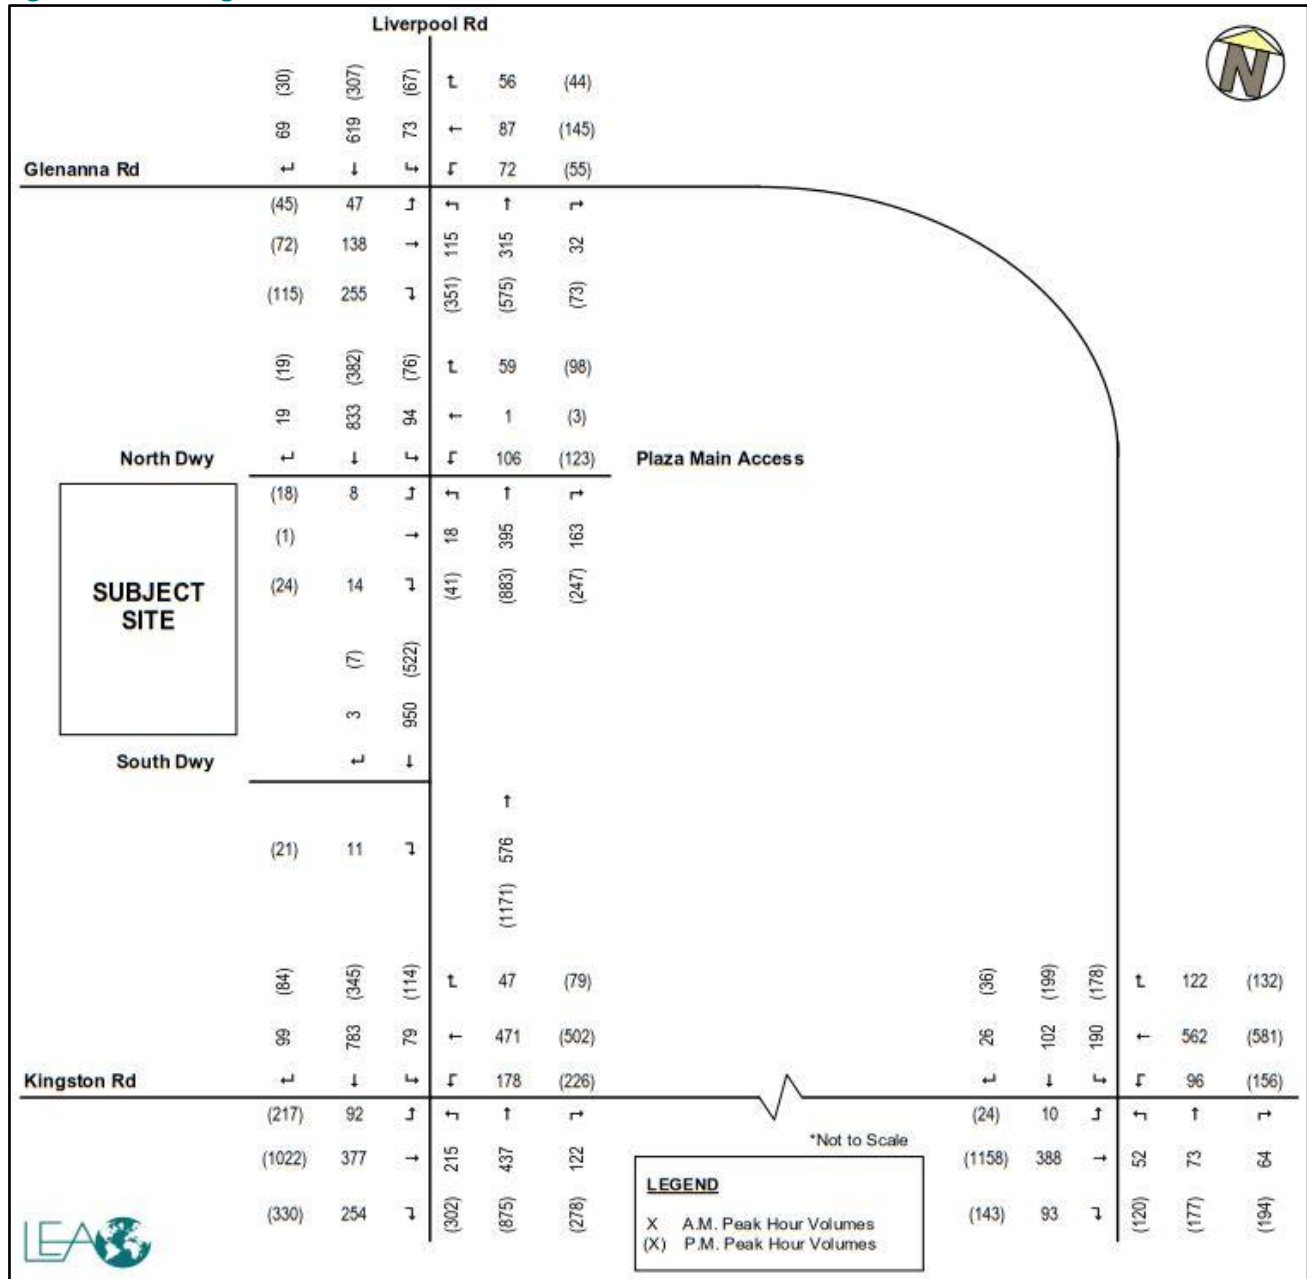 Liverpool Rd
N
(30) (307) (67) 56 (44)
69 619 73 87 (145)
Glenanna Rd 72 (55)
(45) 47
(72) 138 115 315 32
(115) 255 (351) (575) (73)
(19) (382) (76) 59 (98)
19 833 94 1 (3)
North Dwy 106 (123) Plaza Main Access
(18) 8
(1) 18 395 163
SUBJECT
SITE
(24) 14 (41) (883) (247)
(7) (522)
3 950
South Dwy
(21) 11 576
(1171)
(84) (345) (114) 47 (79) (36) (199) (178) 122 (132)
99 783 79 471 (502) 26 102 190 562 (581)
Kingston Rd 178 (226) 96 (156)
(217) 92 (24) 10
*Not to Scale
(1022) 377 215 437 122 (1158) 388 52 73 64
(330) 254 (302) (875) (278) (143) 93 (120) (177) (194)
LEGEND
X A.M. Peak Hour Volumes
(X) P.M. Peak Hour Volumes
LEA